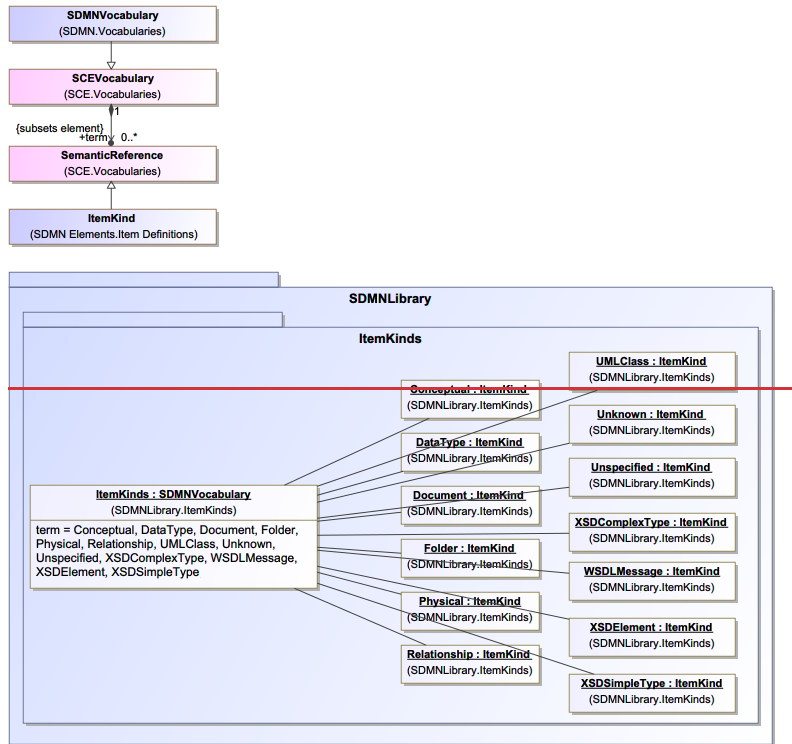 SDMNVocabulary
(SDMN.Vocabularies)
SCEVocabulary
(SCE.Vocabularies)
1
{subsets element}
+term 0..*
SemanticReference
(SCE.Vocabularies)
ItemKind
(SDMN Elements.Item Definitions)
SDMNLibrary
ItemKinds
ItemKinds : SDMNVocabulary
(SDMNLibrary.ItemKinds)
term = Conceptual, DataType, Document, Folder,
Physical, Relationship, UMLClass, Unknown,
Unspecified, XSDComplexType, WSDLMessage,
XSDElement, XSDSimpleType
Conceptual : ItemKind
(SDMNLibrary.ItemKinds)
DataType : ItemKind
(SDMNLibrary.ItemKinds)
Document : ItemKind
(SDMNLibrary.ItemKinds)
Folder : ItemKind
(SDMNLibrary.ItemKinds)
Physical : ItemKind
(SDMNLibrary.ItemKinds)
Relationship : ItemKind
(SDMNLibrary.ItemKinds)
UMLClass : ItemKind
(SDMNLibrary.ItemKinds)
Unknown : ItemKind
(SDMNLibrary.ItemKinds)
Unspecified : ItemKind
(SDMNLibrary.ItemKinds)
XSDComplexType : ItemKind
(SDMNLibrary.ItemKinds)
WSDLMessage : ItemKind
(SDMNLibrary.ItemKinds)
XSDElement : ItemKind
(SDMNLibrary.ItemKinds)
XSDSimpleType : ItemKind
(SDMNLibrary.ItemKinds)